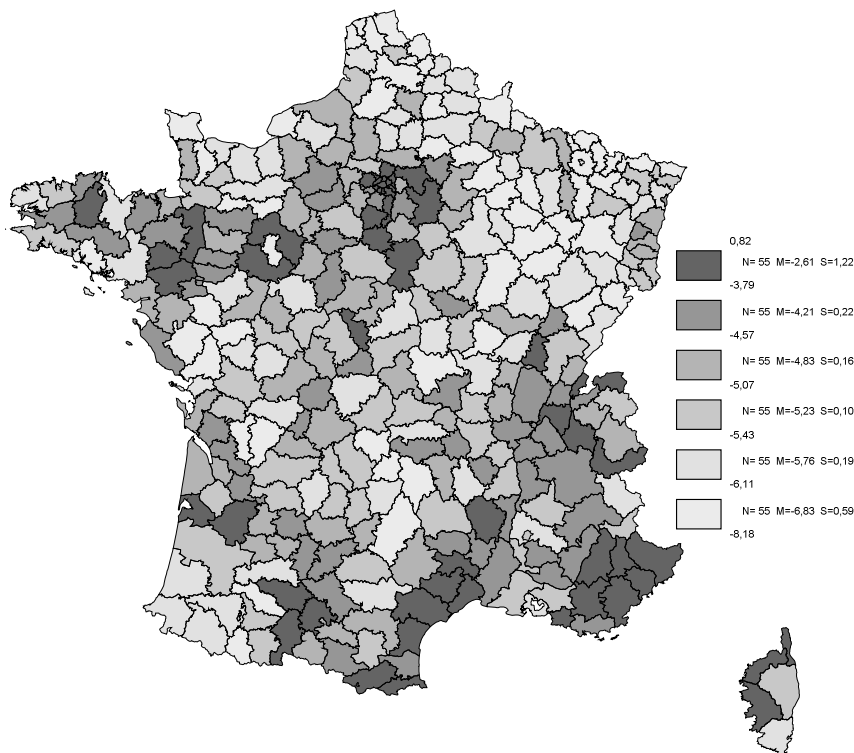 0,82
N= 55 M=-2,61 S=1,22
-3,79
N= 55 M=-4,21 S=0,22
-4,57
N= 55 M=-4,83 S=0,16
-5,07
N= 55 M=-5,23 S=0,10
-5,43
N= 55 M=-5,76 S=0,19
-6,11
N= 55 M=-6,83 S=0,59
-8,18